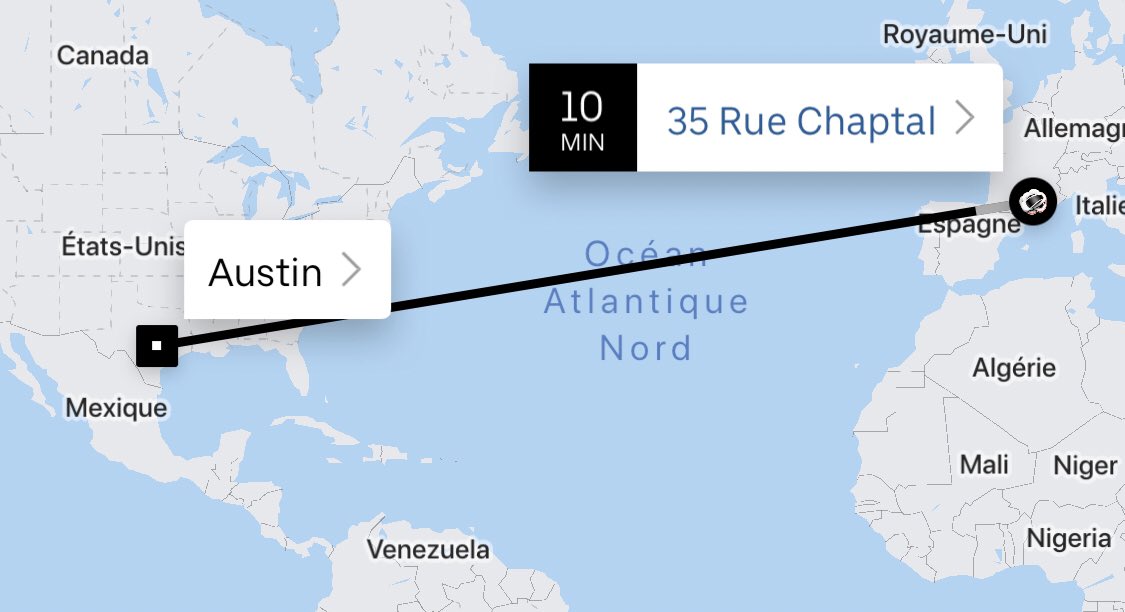 Canada
Royaume-Uni
10
MIN
35 Rue Chaptal
Allemagn
Italie
Espagne
États-Unis
Austin
Océan
Atlantique
Nord
Algérie
Mexique
Mali
Niger
Nigeria
Venezuela